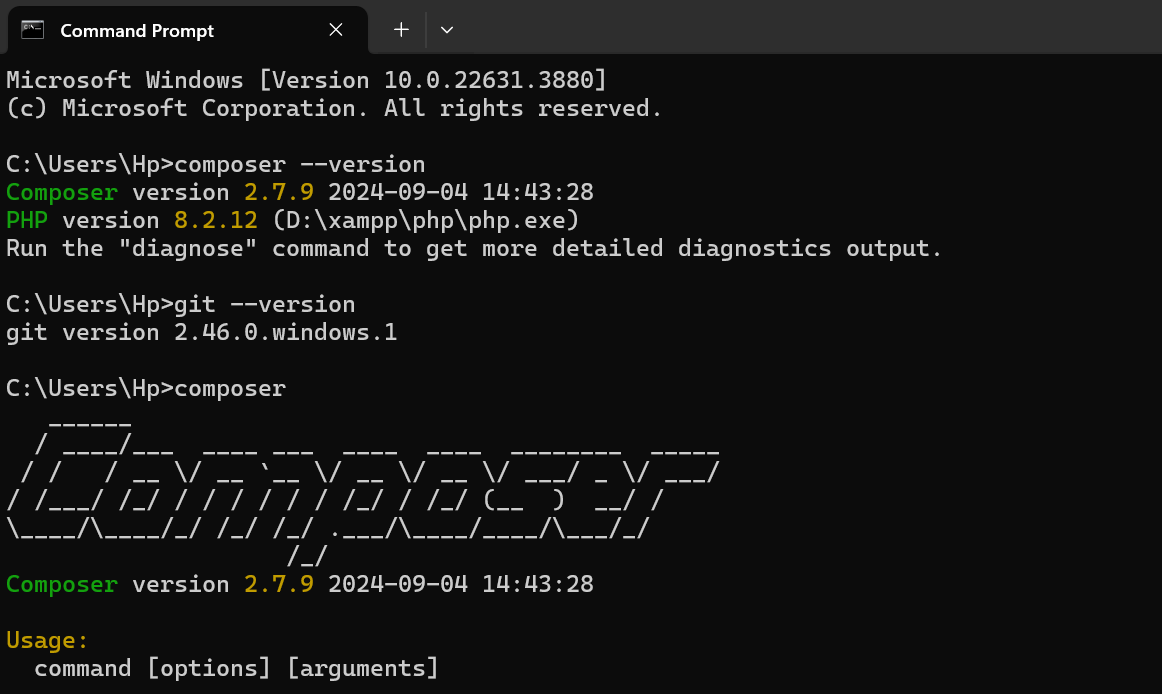 Command Prompt
Microsoft Windows [Version 10.0.22631.3880]
(c) Microsoft Corporation. All rights reserved.
C:\Users\Hp>composer --version
Composer version 2.7.9 2024-09-04 14:43:28
PHP version 8.2.12 (D:\xampp\php\php.exe)
Run the "diagnose" command to get more detailed diagnostics output.
C:\Users\Hp>git --version
git version 2.46.0.windows.1
C:\Users\Hp>composer
Composer
Composer version 2.7.9 2024-09-04 14:43:28
Usage:
command [options] [arguments]